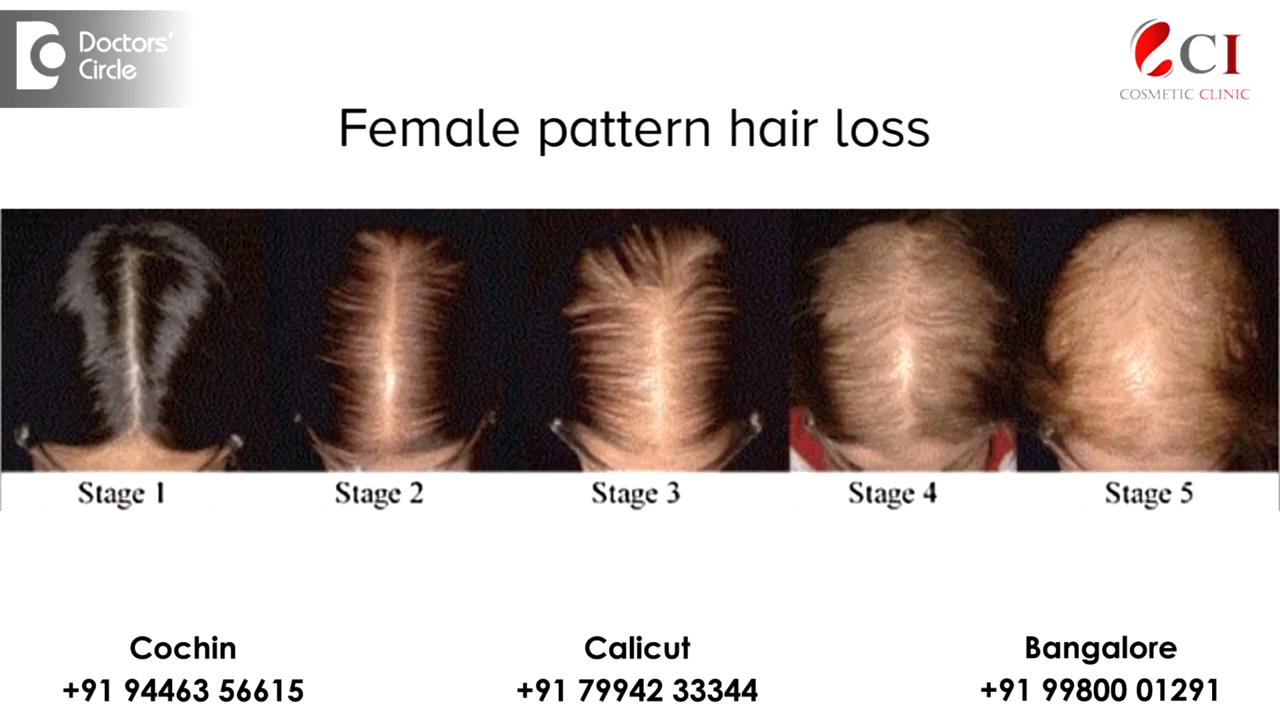 Doctors'
Circle
CI
COSMETIC CLINIC
Female pattern hair loss
Stage 1
Stage 2
Stage 3
Stage 4
Stage 5
Cochin
+91 94463 56615
Calicut
+91 79942 33344
Bangalore
+91 99800 01291